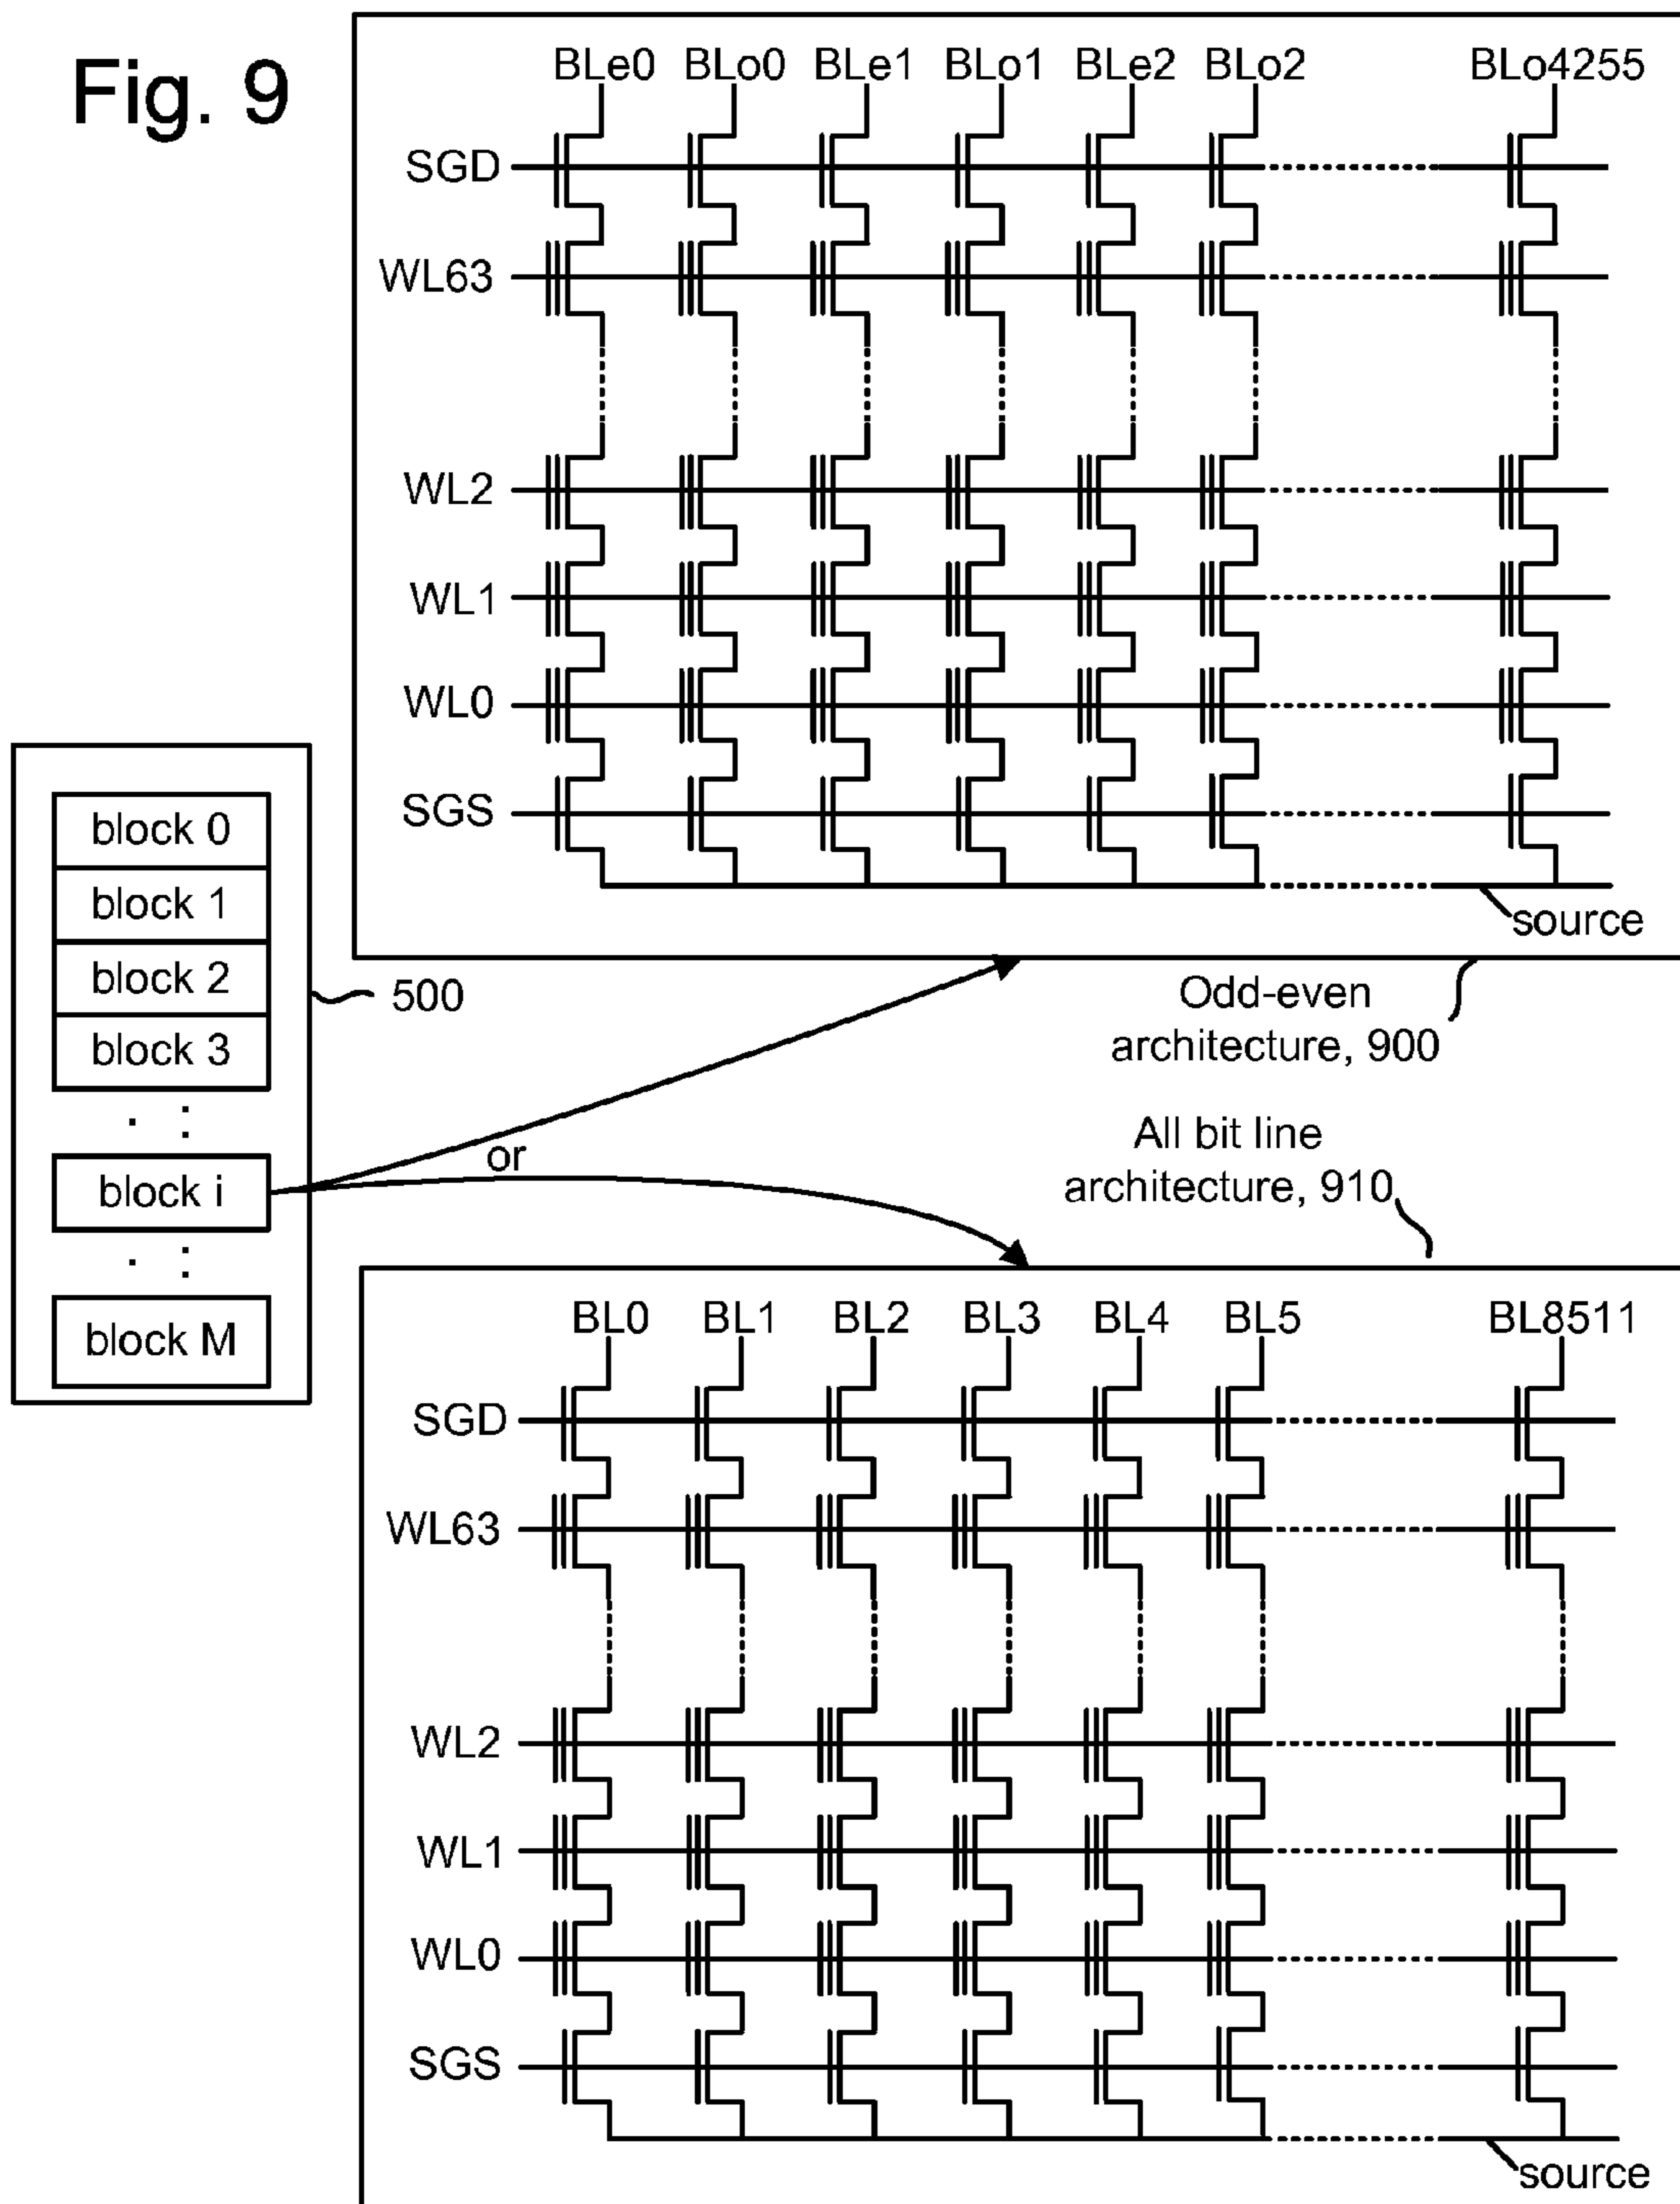 Fig. 9
BLe0 BLo0 BLe1 BLo1 BLe2 BLo2 BLo4255
SGD
WL63
WL2
WL1
WL0
SGS
source
block 0
block 1
block 2
block 3
block i
block M
500
or
Odd-even
architecture, 900
All bit line
architecture, 910
BL0 BL1 BL2 BL3 BL4 BL5 BL8511
SGD
WL63
WL2
WL1
WL0
SGS
source